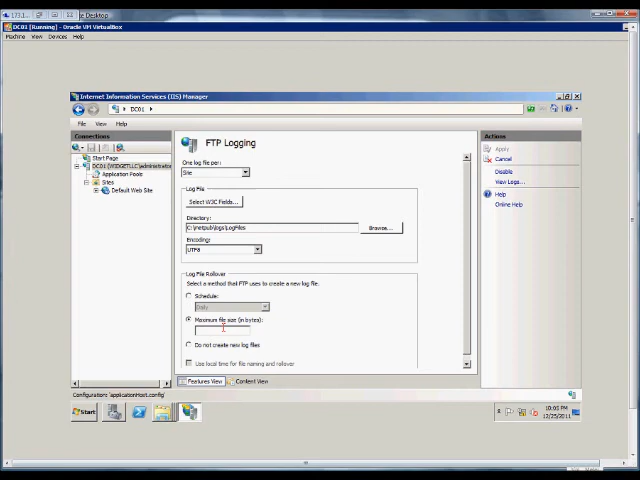 173.1
e Desktop
DC01 [Running] - Oracle VM VirtualBox
Machine View Devices Help
Internet Information Services (IIS) Manager
DC01
File View Help
Connections
Start Page
DC01 (WIDGETLLC\administrato
Application Pools
Sites
Default Web Site
FTP Logging
One log file per:
Site
Log File
Select W3C Fields...
Directory:
C:\inetpub\logs\LogFiles
Browse...
Encoding:
UTF8
Log File Rollover
Select a method that FTP uses to create a new log file.
Schedule:
Daily
Maximum file size (in bytes):
Do not create new log files
Use local time for file naming and rollover
Features View Content View
Actions
Apply
Cancel
Disable
View Logs...
Help
Online Help
Configuration: 'applicationHost.config'
Start
10:05 PM
12/25/2011